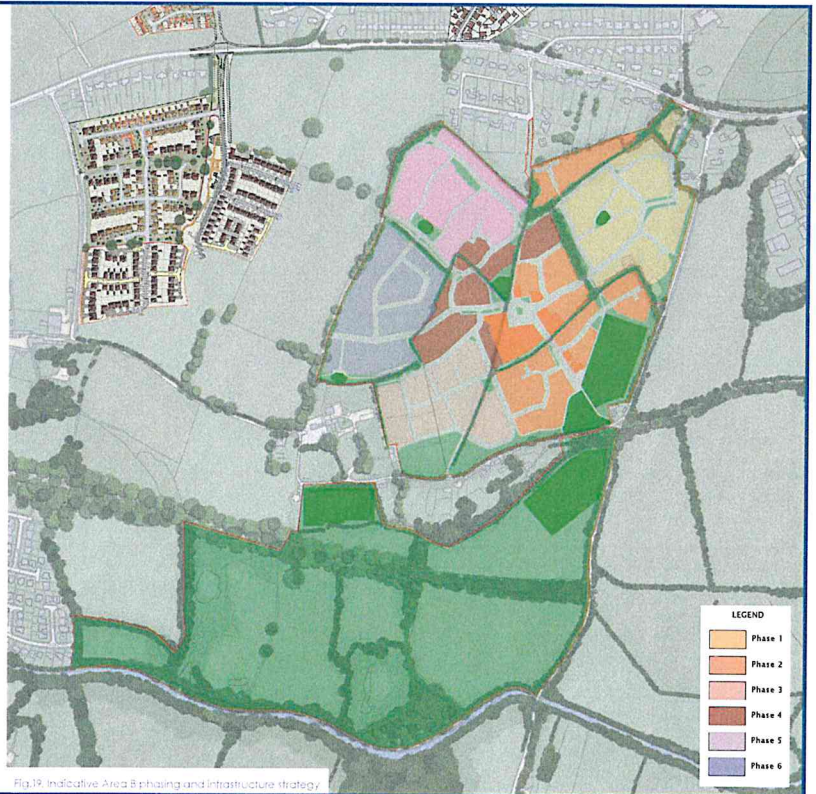 LEGEND
Phase 1
Phase 2
Phase 3
Phase 4
Phase 5
Phase 6
Fig.19. Indicative Area B phasing and infrastructure strategy